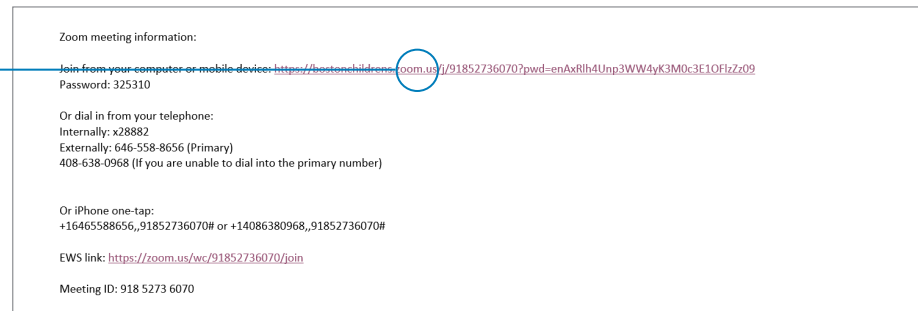 Zoom meeting information:
Join from your computer or mobile device: https://bostonchildrens.zoom.us/j/91852736070?pwd=enAxRlh4Unp3WW4yK3M0c3E1OFlzZz09
Password: 325310
Or dial in from your telephone:
Internally: x28882
Externally: 646-558-8656 (Primary)
408-638-0968 (If you are unable to dial into the primary number)
Or iPhone one-tap:
+16465588656,,91852736070# or +14086380968,,91852736070#
EWS link: https://zoom.us/wc/91852736070/join
Meeting ID: 918 5273 6070